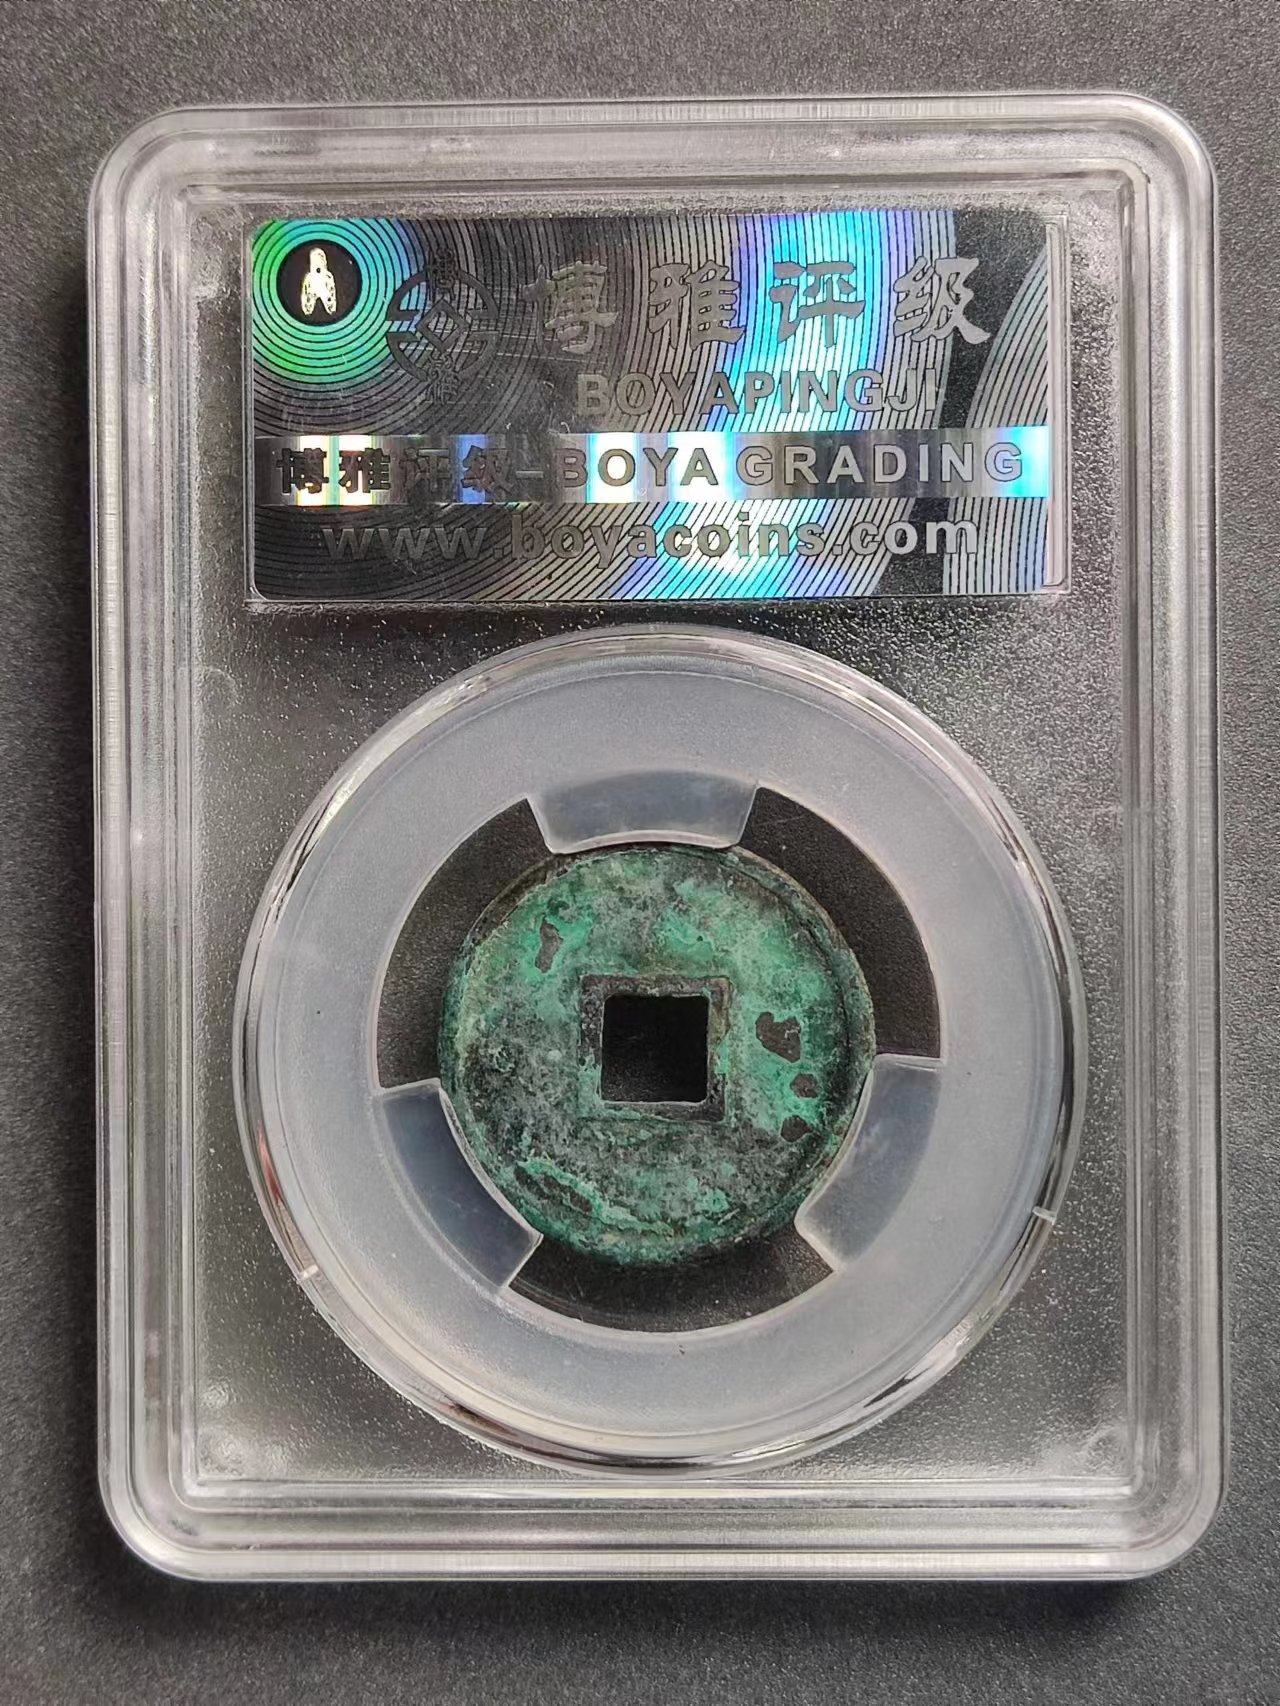 博雅评级
BOYAPINGJI
博雅评级-BOYA GRADING
www.boyacoins.com